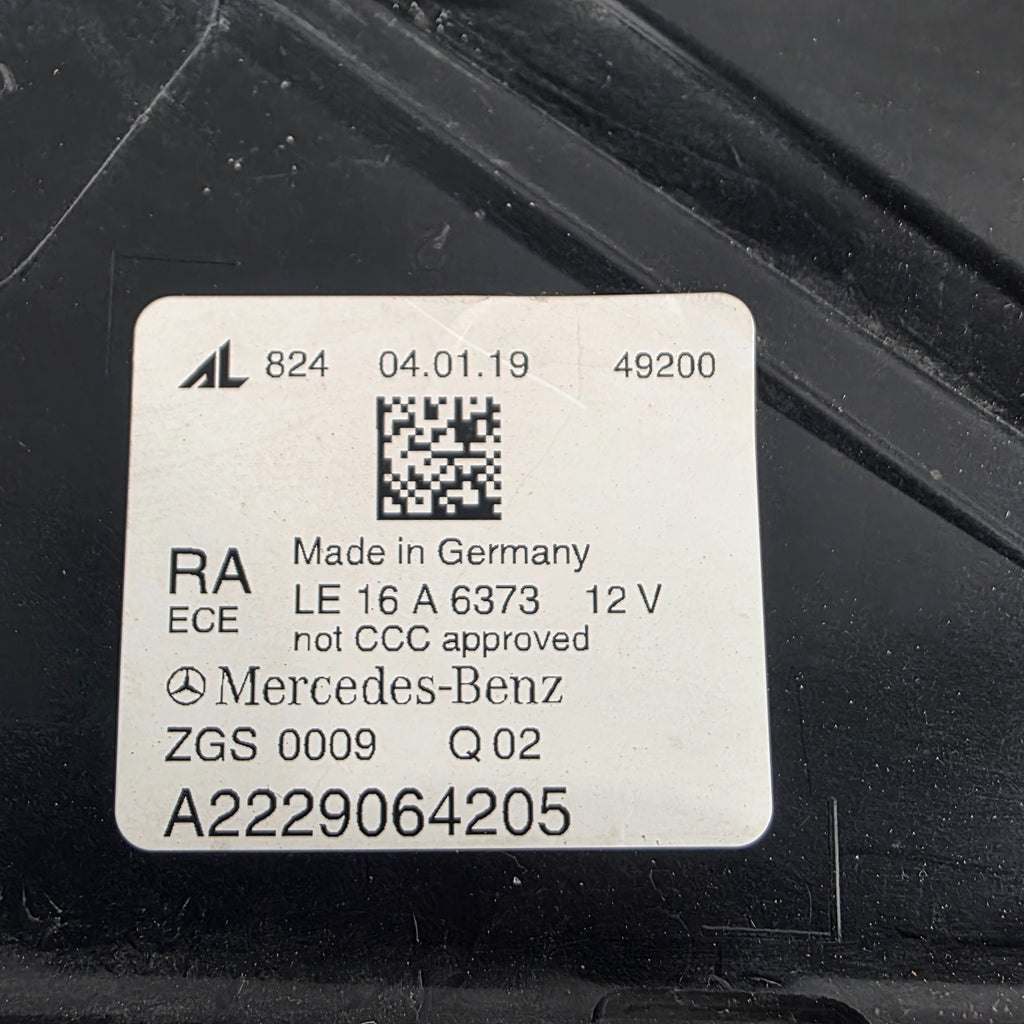 AL 824 04.01.19 49200
RA Made in Germany
LE 16 A 6373 12 V
ECE not CCC approved
Mercedes-Benz
ZGS 0009 Q 02
A2229064205